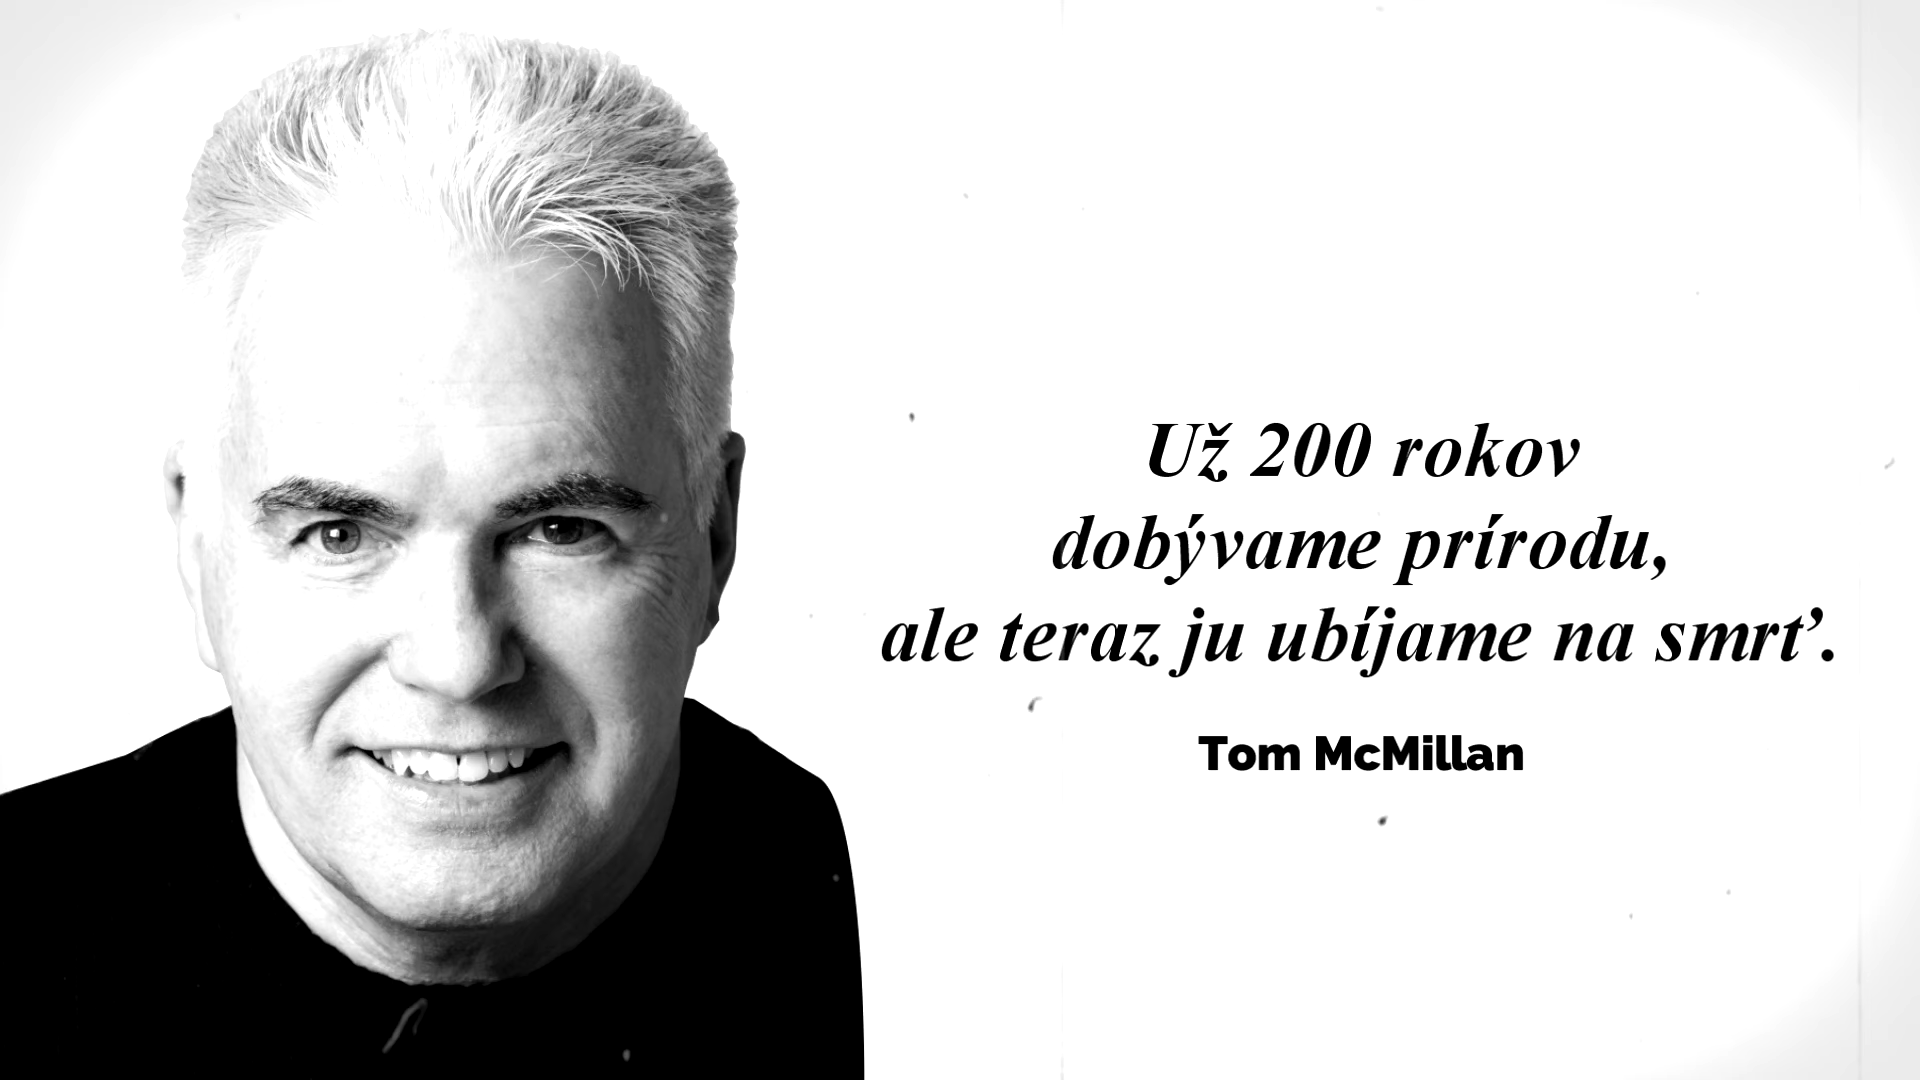 Už 200 rokov
dobývame prírodu,
ale teraz ju ubíjame na smrť.
Tom McMillan